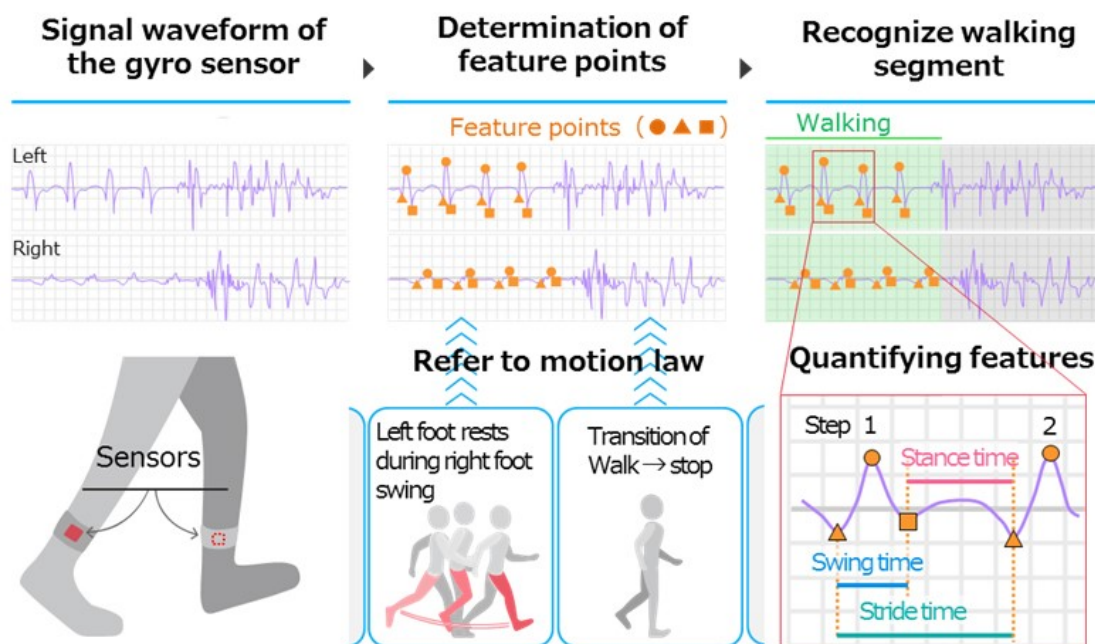 Signal waveform of
the gyro sensor
Determination of
feature points
Recognize walking
segment
Left
Right
Feature points (● ▲ ■)
Walking
Sensors
Refer to motion law
Left foot rests
during right foot
swing
Transition of
Walk → stop
Quantifying features
Step 1 2
Stance time
Swing time
Stride time